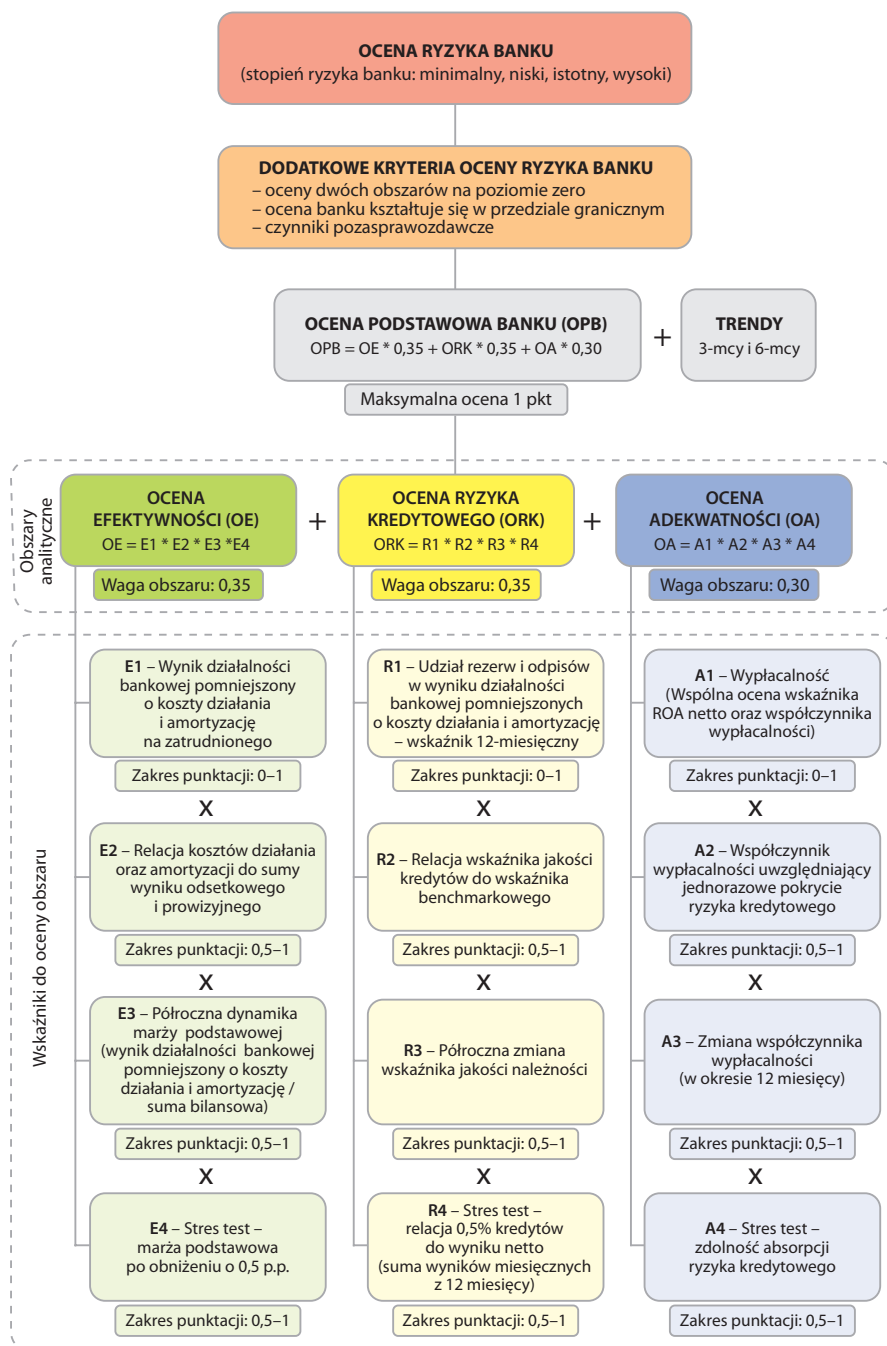 OCENA RYZYKA BANKU
(stopień ryzyka banku: minimalny, niski, istotny, wysoki)
DODATKOWE KRYTERIA OCENY RYZYKA BANKU
– oceny dwóch obszarów na poziomie zero
– ocena banku kształtuje się w przedziale granicznym
– czynniki pozasprawozdawcze
OCENA PODSTAWOWA BANKU (OPB)
OPB = OE * 0,35 + ORK * 0,35 + OA * 0,30
+
TRENDY
3-mcy i 6-mcy
Maksymalna ocena 1 pkt
Obszary
analityczne
OCENA
EFEKTYWNOŚCI (OE)
OE = E1 * E2 * E3 *E4
Waga obszaru: 0,35
+
OCENA RYZYKA
KREDYTOWEGO (ORK)
ORK = R1 * R2 * R3 * R4
Waga obszaru: 0,35
+
OCENA
ADEKWATNOŚCI (OA)
OA = A1 * A2 * A3 * A4
Waga obszaru: 0,30
Wskaźniki do oceny obszaru
E1 – Wynik działalności
bankowej pomniejszony
o koszty działania
i amortyzację
na zatrudnionego
Zakres punktacji: 0–1
X
E2 – Relacja kosztów działania
oraz amortyzacji do sumy
wyniku odsetkowego
i prowizyjnego
Zakres punktacji: 0,5–1
X
E3 – Półroczna dynamika
marży podstawowej
(wynik działalności bankowej
pomniejszony o koszty
działania i amortyzację /
suma bilansowa)
Zakres punktacji: 0,5–1
X
E4 – Stres test –
marża podstawowa
po obniżeniu o 0,5 p.p.
Zakres punktacji: 0,5–1
R1 – Udział rezerw i odpisów
w wyniku działalności
bankowej pomniejszonych
o koszty działania i amortyzację
– wskaźnik 12-miesięczny
Zakres punktacji: 0–1
X
R2 – Relacja wskaźnika jakości
kredytów do wskaźnika
benchmarkowego
Zakres punktacji: 0,5–1
X
R3 – Półroczna zmiana
wskaźnika jakości należności
Zakres punktacji: 0,5–1
X
R4 – Stres test –
relacja 0,5% kredytów
do wyniku netto
(suma wyników miesięcznych
z 12 miesięcy)
Zakres punktacji: 0,5–1
A1 – Wypłacalność
(Wspólna ocena wskaźnika
ROA netto oraz współczynnika
wypłacalności)
Zakres punktacji: 0–1
X
A2 – Współczynnik
wypłacalności uwzględniający
jednorazowe pokrycie
ryzyka kredytowego
Zakres punktacji: 0,5–1
X
A3 – Zmiana współczynnika
wypłacalności
(w okresie 12 miesięcy)
Zakres punktacji: 0,5–1
X
A4 – Stres test –
zdolność absorpcji
ryzyka kredytowego
Zakres punktacji: 0,5–1